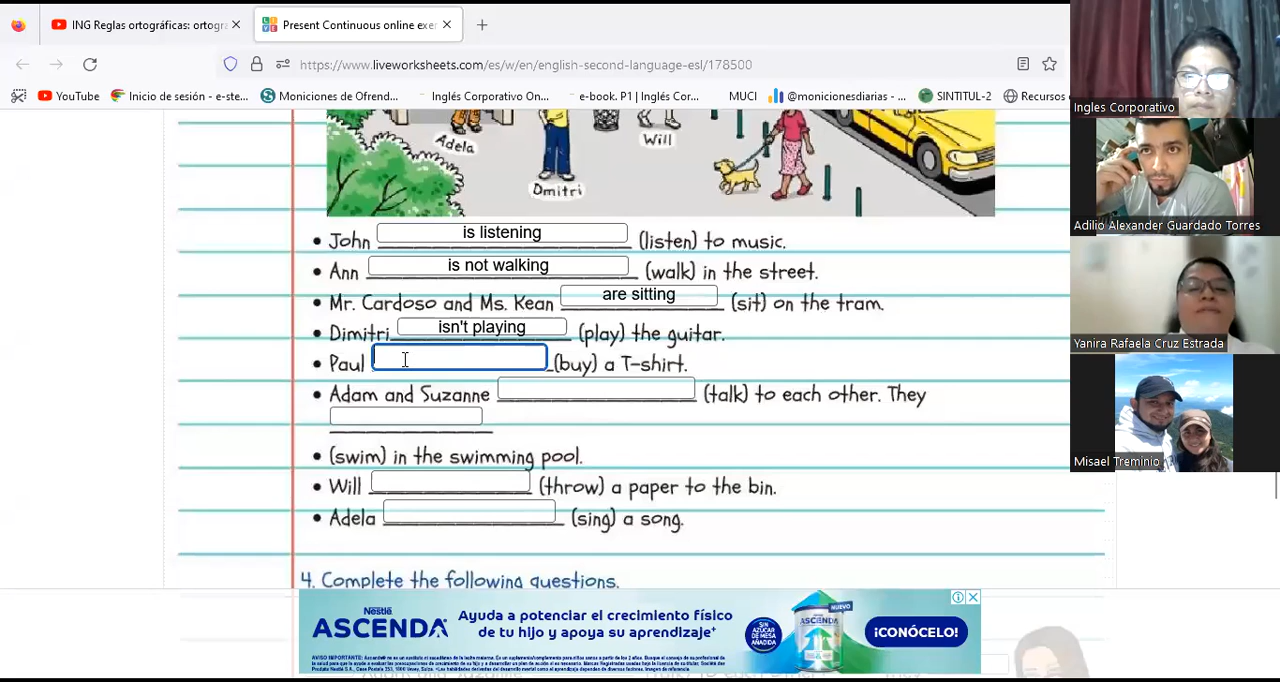 ING Reglas ortográficas: ortogra
Present Continuous online exer
https://www.liveworksheets.com/es/w/en/english-second-language-esl/178500
YouTube
Inicio de sesión - e-ste...
Moniciones de Ofrend...
Inglés Corporativo On...
e-book. P1 | Inglés Cor...
MUCI
@monicionesdiarias - ...
SINTITUL-2
Recursos
Ingles Corporativo
Adela
Will
Dmitri
Adilio Alexander Guardado Torres
• John is listening (listen) to music.
• Ann is not walking (walk) in the street.
• Mr. Cardoso and Ms. Kean are sitting (sit) on the tram.
• Dimitri isn't playing (play) the guitar.
Yanira Rafaela Cruz Estrada
• Paul (buy) a T-shirt.
• Adam and Suzanne (talk) to each other. They
• (swim) in the swimming pool.
Misael Treminio
• Will (throw) a paper to the bin.
• Adela (sing) a song.
4. Complete the following questions.
Nestlé
ASCENDA
Ayuda a potenciar el crecimiento físico
de tu hijo y apoya su aprendizaje*
SIN AZÚCAR DE MESA AÑADIDA
NUEVO
¡CONÓCELO!